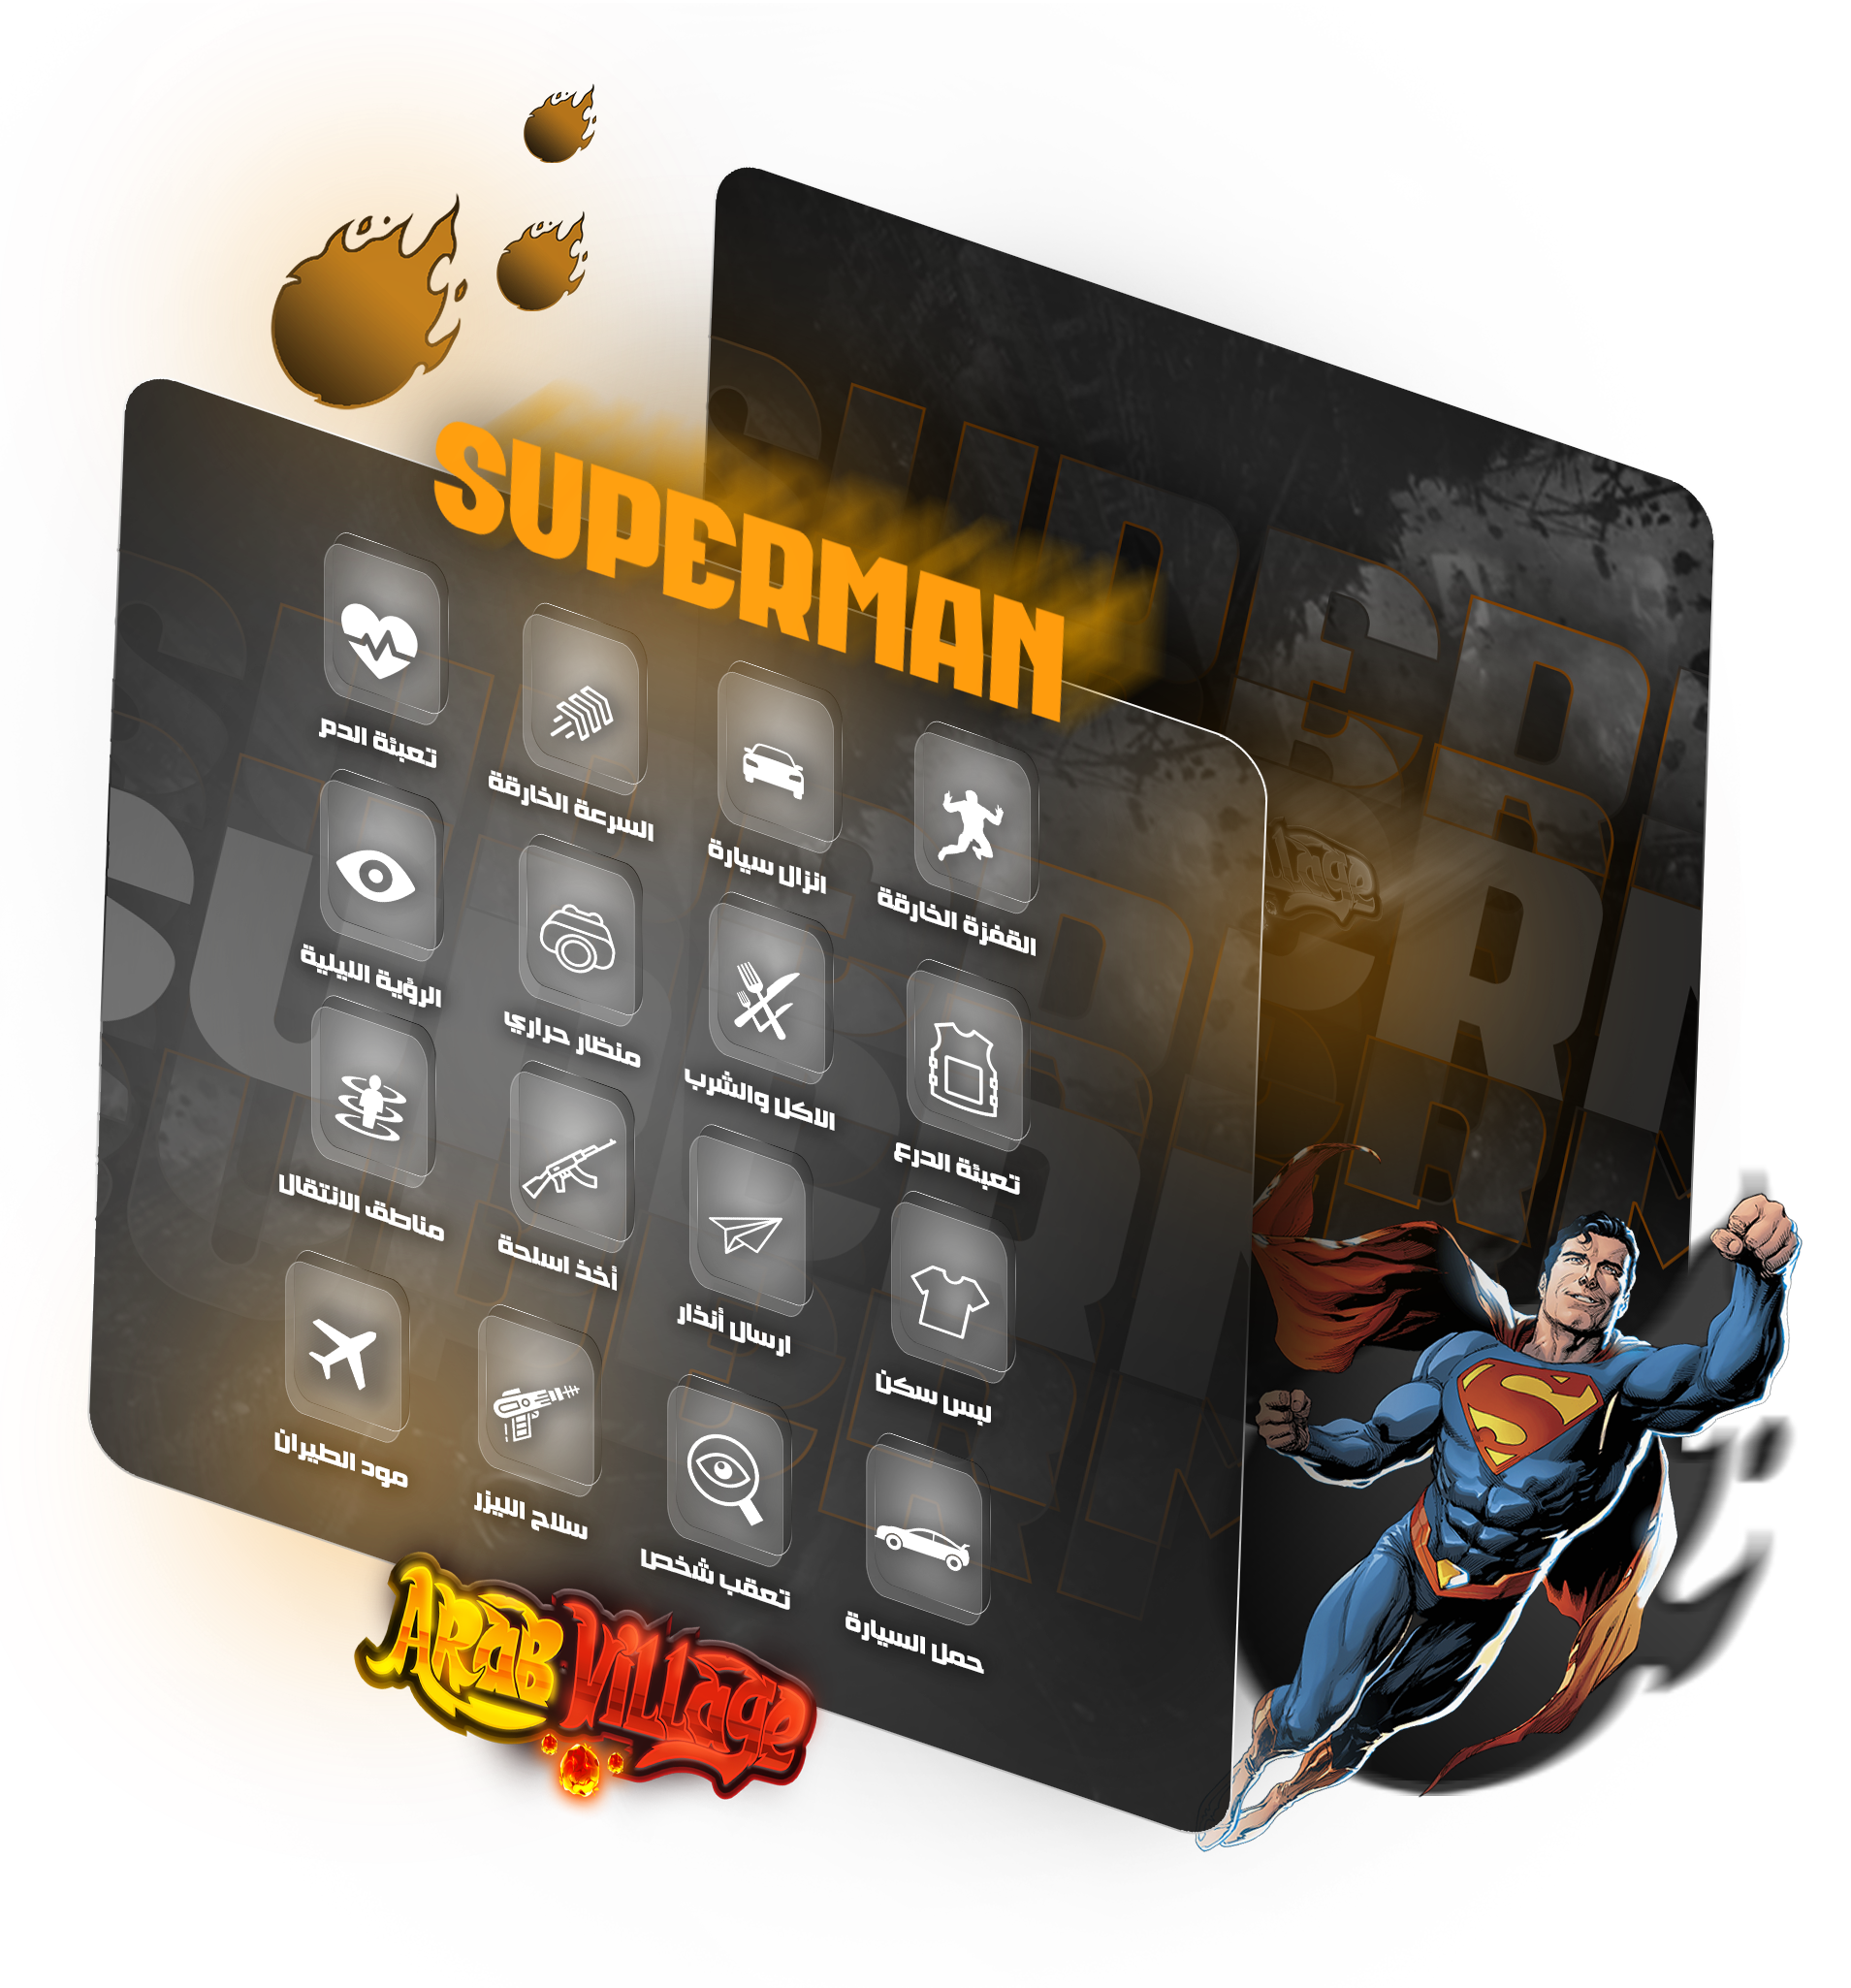 SUPERMAN
القفزة الخارقة
انزال سيارة
السرعة الخارقة
تعبئة الدم
تعبئة الدرع
الاكل والشرب
منظار حراري
الرؤية الليلية
لبس سكن
ارسال أنذار
أخذ اسلحة
مناطق الانتقال
حمل السيارة
تعقب شخص
سلاح الليزر
مود الطيران
ARAB Village
S